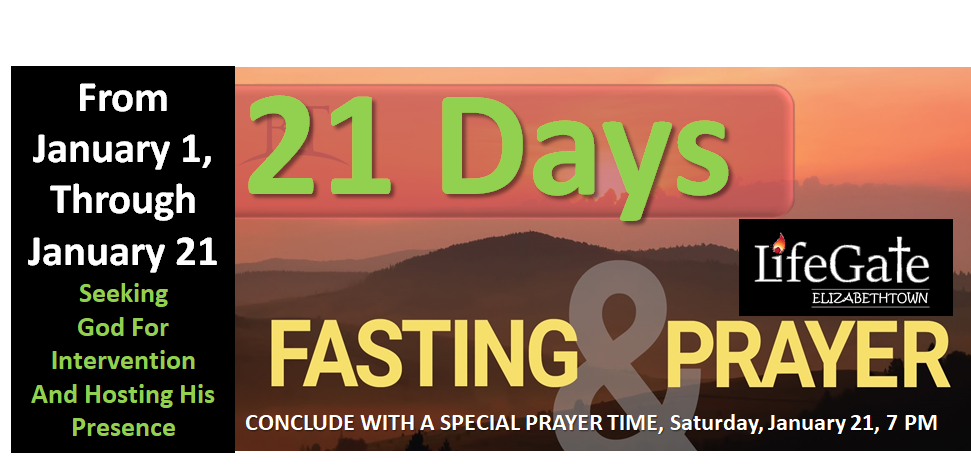 From
January 1,
Through
January 21
Seeking
God For
Intervention
And Hosting His
Presence
21 Days
LifeGate
ELIZABETHTOWN
FASTING & PRAYER
CONCLUDE WITH A SPECIAL PRAYER TIME, Saturday, January 21, 7 PM